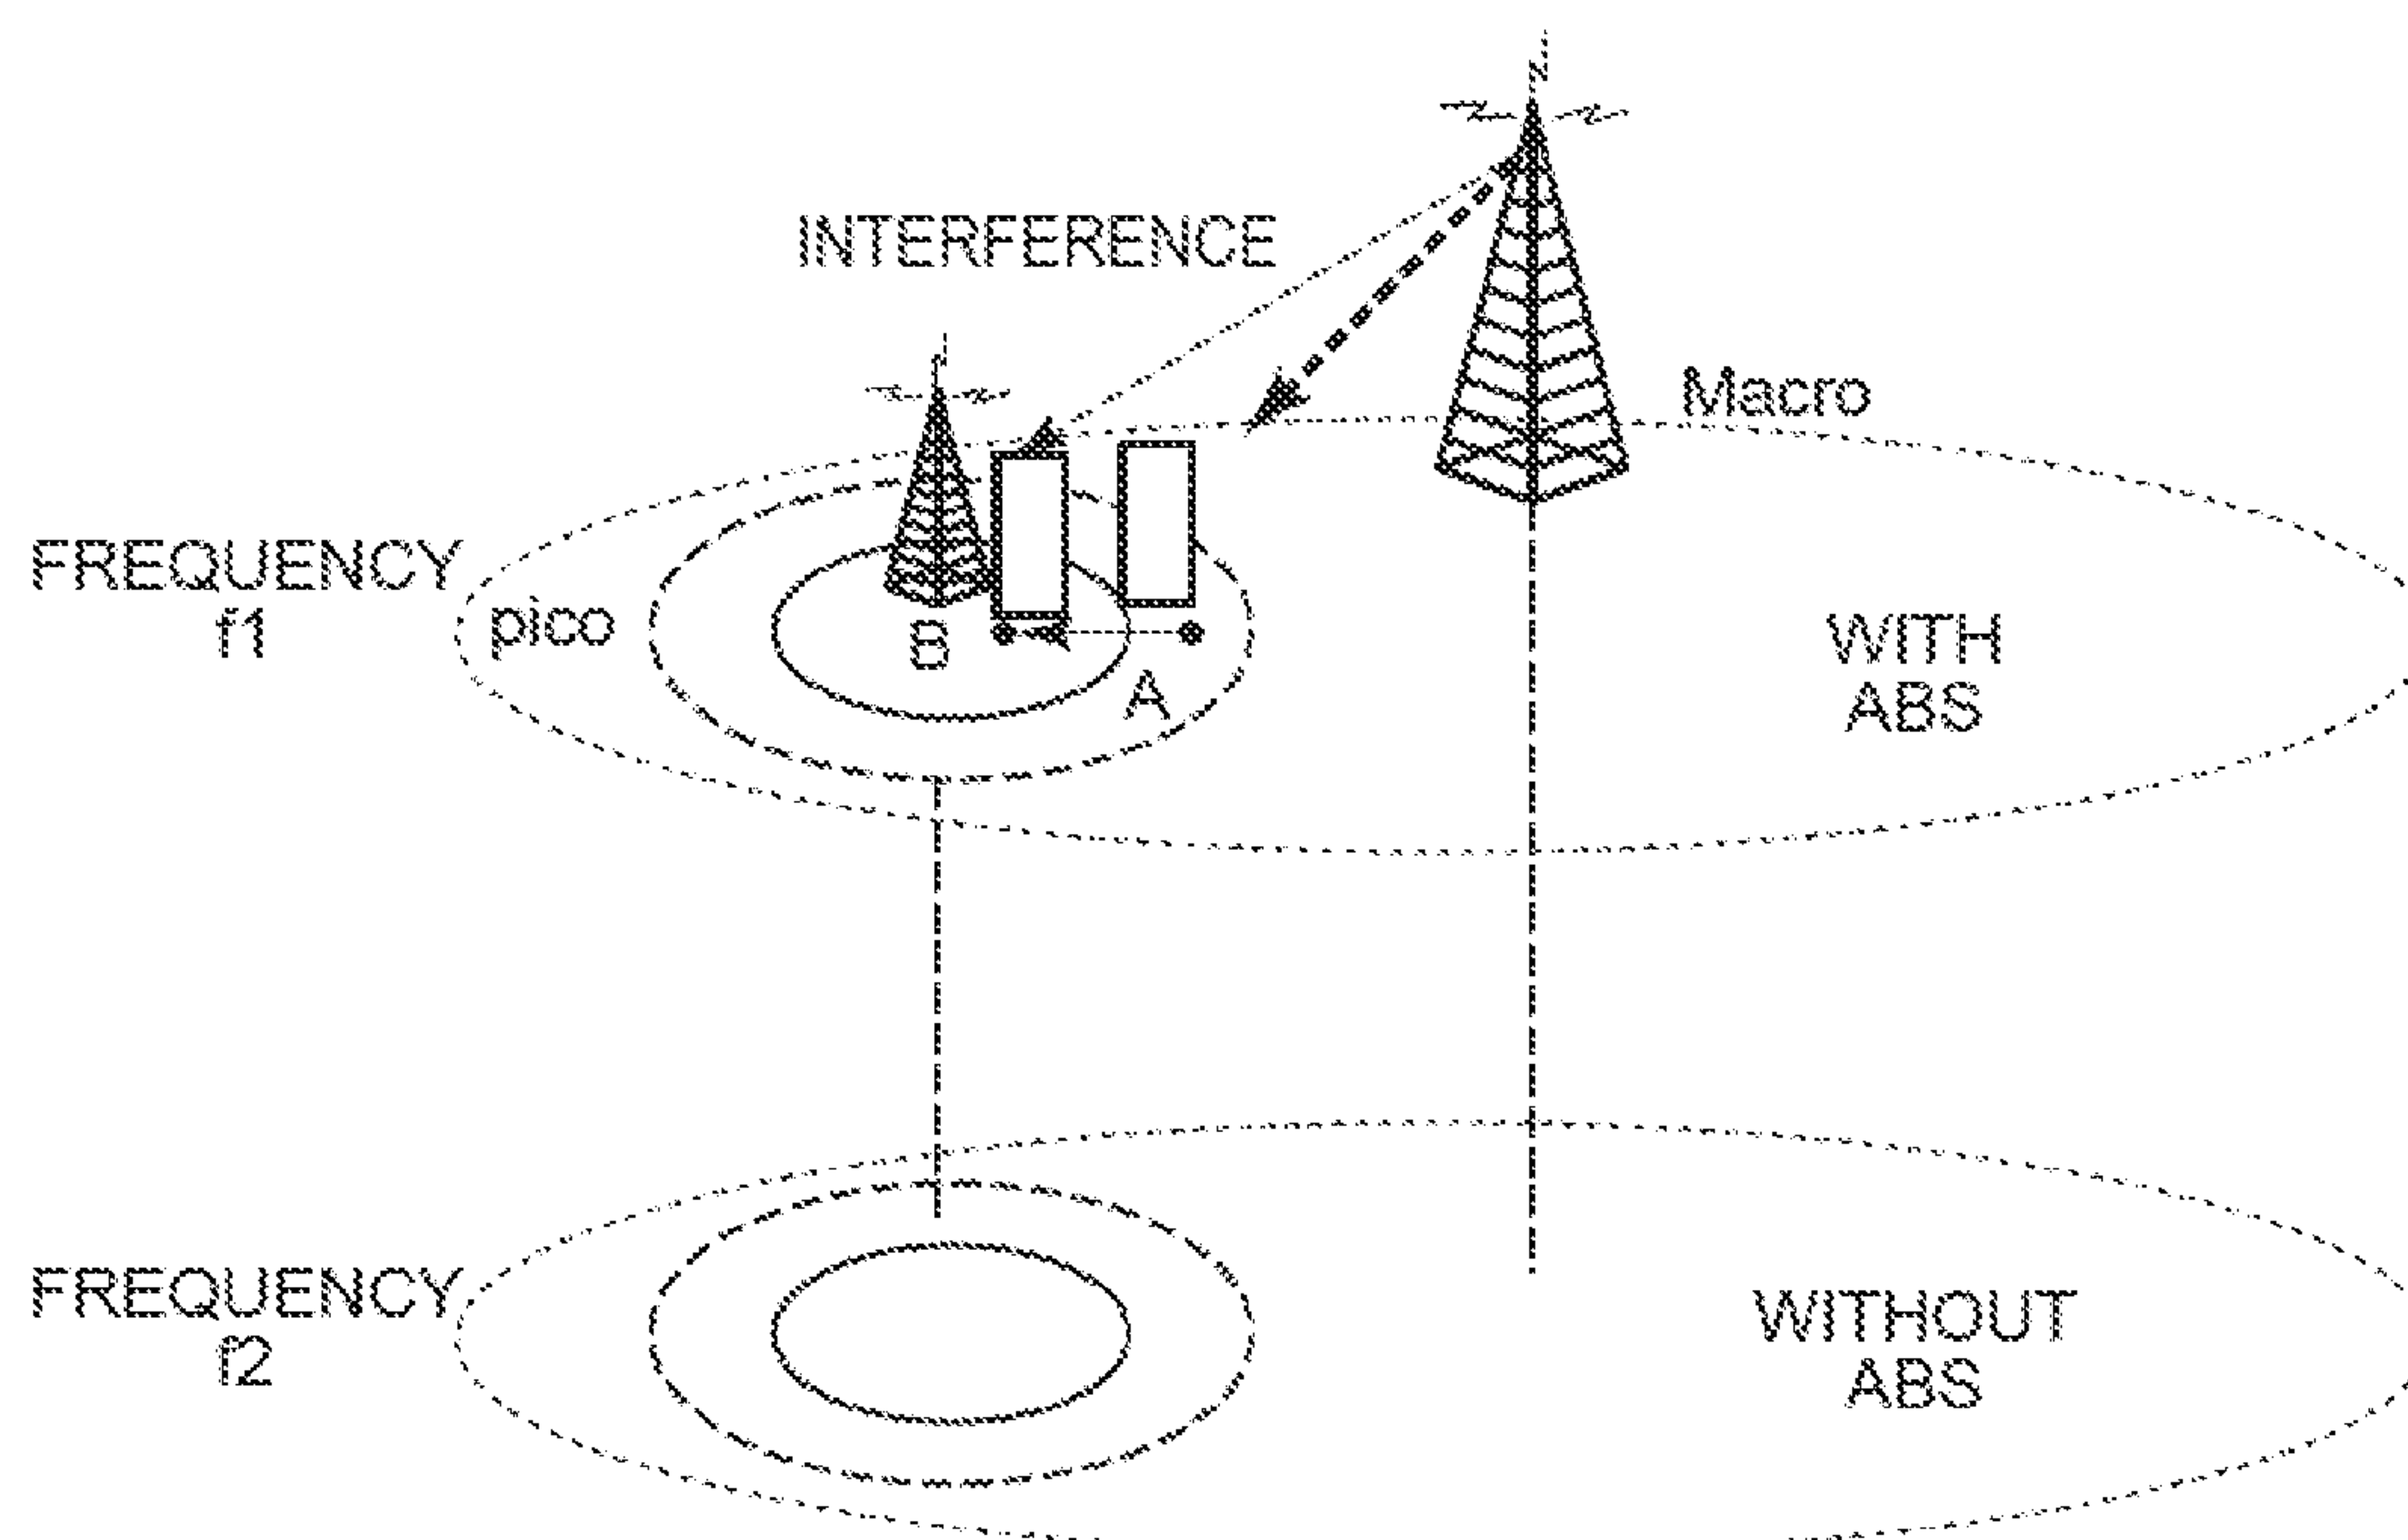 INTERFERENCE
Macro
FREQUENCY
f1
pico
B
A
WITH
ABS
FREQUENCY
f2
WITHOUT
ABS